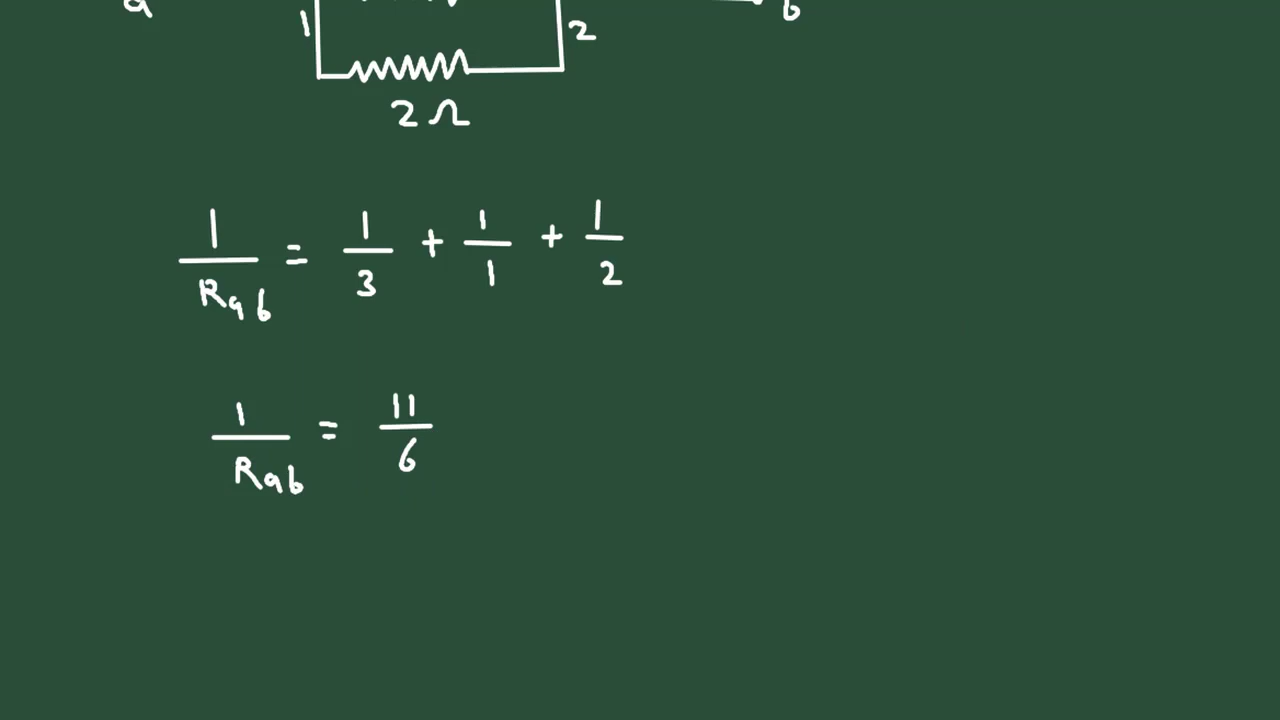 a b
1 2
2 Ω
1/Rab = 1/3 + 1/1 + 1/2
1/Rab = 11/6